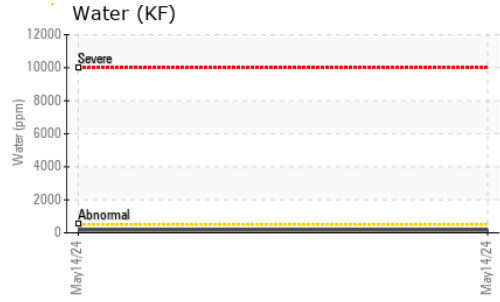 Water (KF)
12000
10000
8000
6000
4000
2000
0
Water (ppm)
Severe
Abnormal
May14/24
May14/24